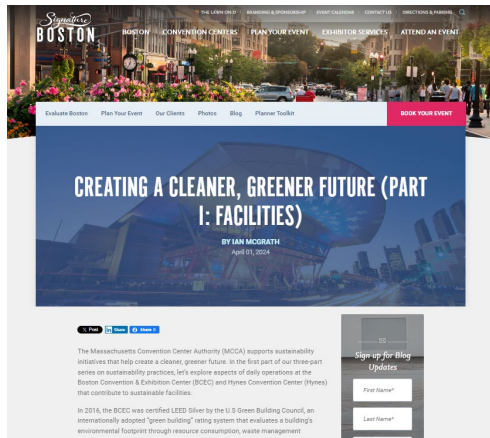 THE LAWN ON D BRANDING & SPONSORSHIP EVENT CALENDAR CONTACT US DIRECTIONS & PARKING
Signature
BOSTON
BOSTON CONVENTION CENTERS PLAN YOUR EVENT EXHIBITOR SERVICES ATTEND AN EVENT
Evaluate Boston Plan Your Event Our Clients Photos Blog Planner Toolkit BOOK YOUR EVENT
CREATING A CLEANER, GREENER FUTURE (PART
I: FACILITIES)
BY IAN MCGRATH
April 01, 2024
X Post in Share Share 0
The Massachusetts Convention Center Authority (MCCA) supports sustainability
initiatives that help create a cleaner, greener future. In the first part of our three-part
series on sustainability practices, let's explore aspects of daily operations at the
Boston Convention & Exhibition Center (BCEC) and Hynes Convention Center (Hynes)
that contribute to sustainable facilities.
In 2016, the BCEC was certified LEED Silver by the U.S Green Building Council, an
internationally adopted "green building" rating system that evaluates a building's
environmental footprint through resource consumption, waste management
Sign up for Blog
Updates
First Name*
Last Name*